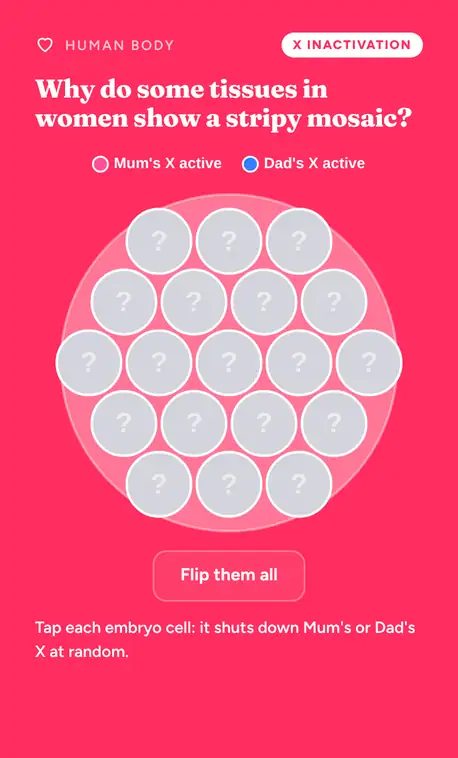 HUMAN BODY
X INACTIVATION
Why do some tissues in
women show a stripy mosaic?
Mum's X active
Dad's X active
? ? ?
? ? ? ?
? ? ? ? ?
? ? ? ?
? ? ?
Flip them all
Tap each embryo cell: it shuts down Mum's or Dad's
X at random.